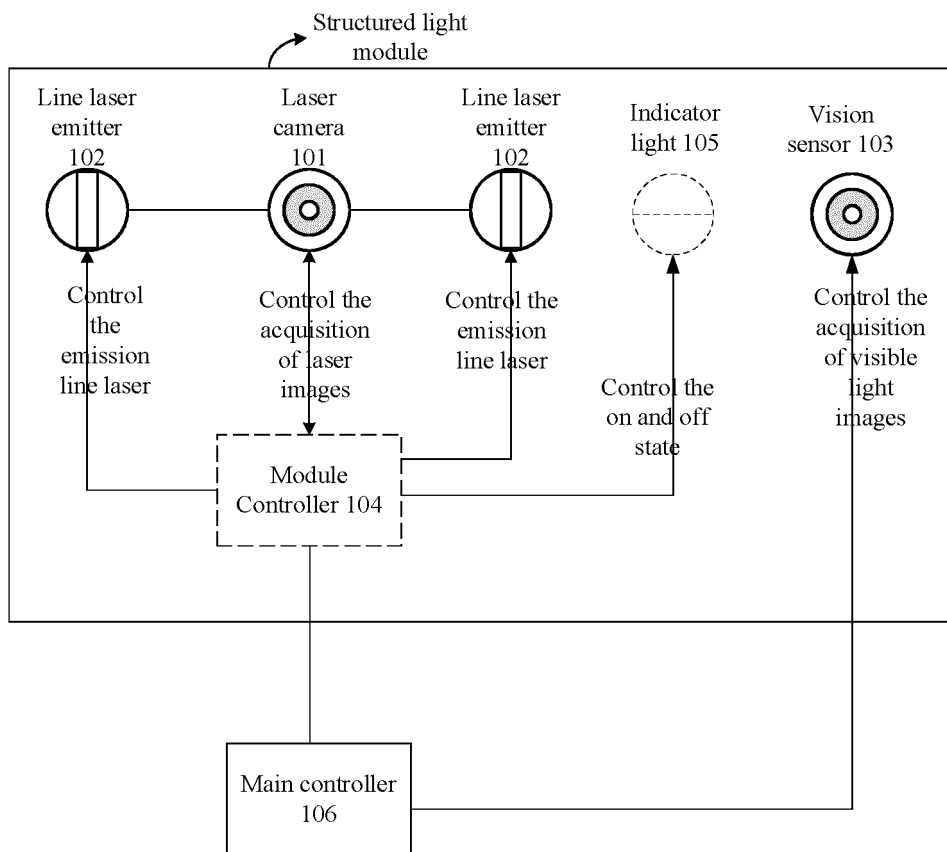 Structured light
module
Line laser
emitter
102
Laser
camera
101
Line laser
emitter
102
Indicator
light 105
Vision
sensor 103
Control
the
emission
line laser
Control the
acquisition
of laser
images
Control the
emission
line laser
Control the
on and off
state
Control the
acquisition
of visible
light
images
Module
Controller 104
Main controller
106